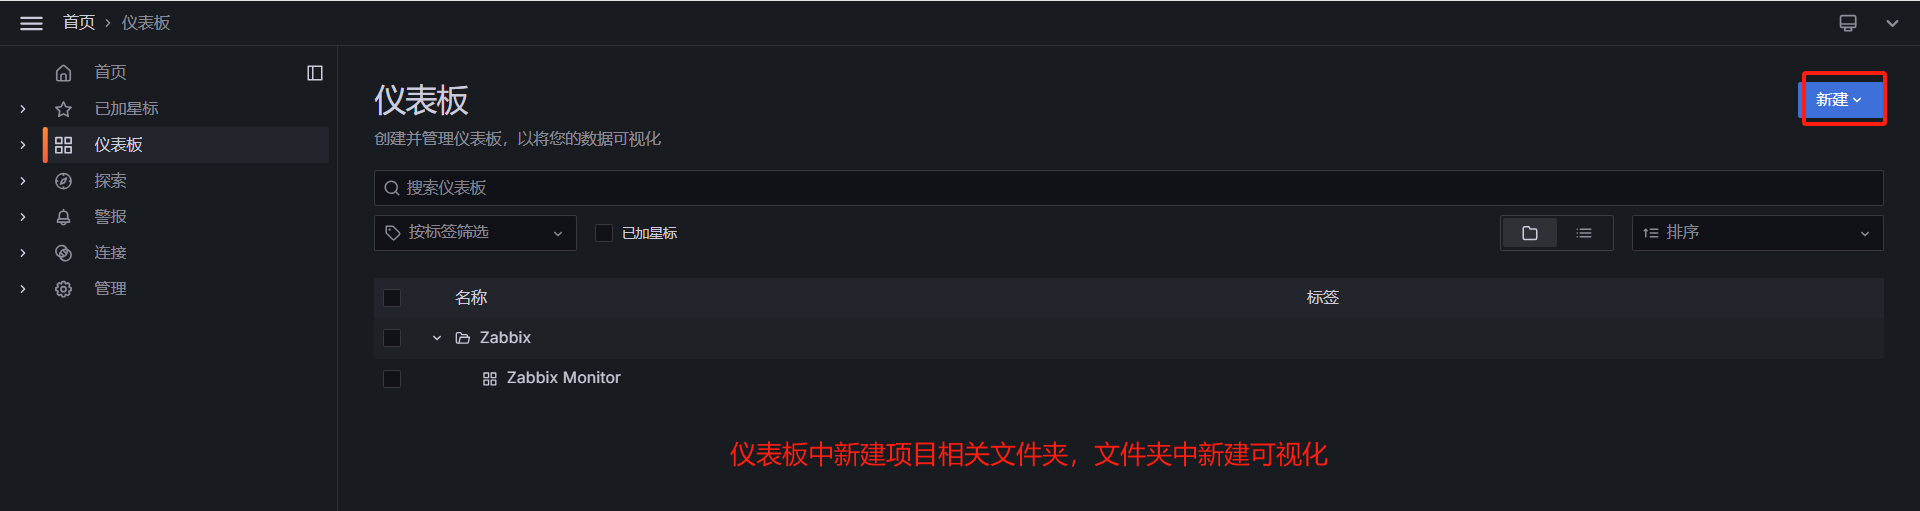 首页 › 仪表板
首页
已加星标
仪表板
探索
警报
连接
管理
仪表板
创建并管理仪表板，以将您的数据可视化
新建
搜索仪表板
按标签筛选
已加星标
排序
名称 标签
Zabbix
Zabbix Monitor
仪表板中新建项目相关文件夹，文件夹中新建可视化